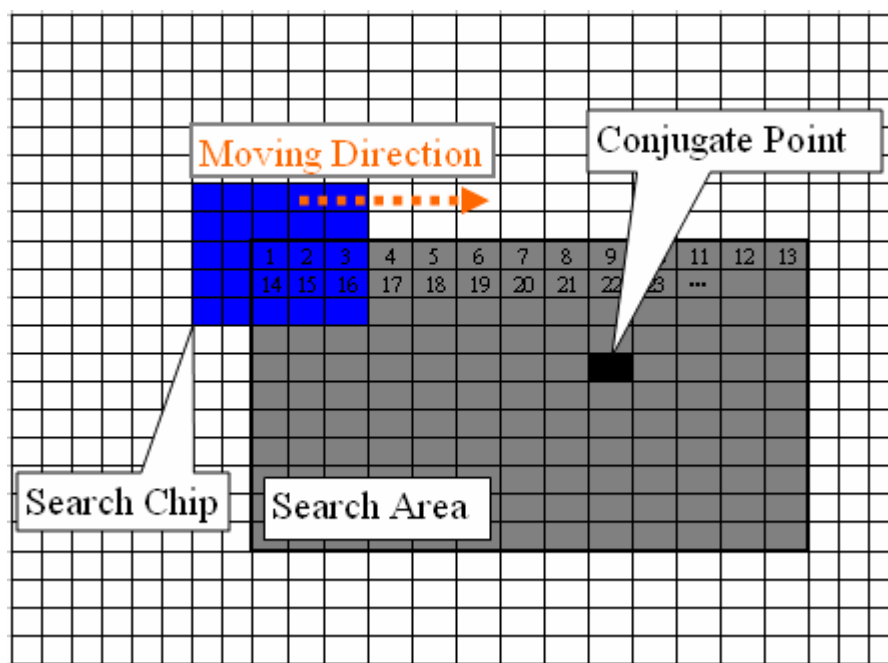 Moving Direction
Conjugate Point
1 2 3 4 5 6 7 8 9 11 12 13
14 15 16 17 18 19 20 21 22 ...
Search Chip
Search Area